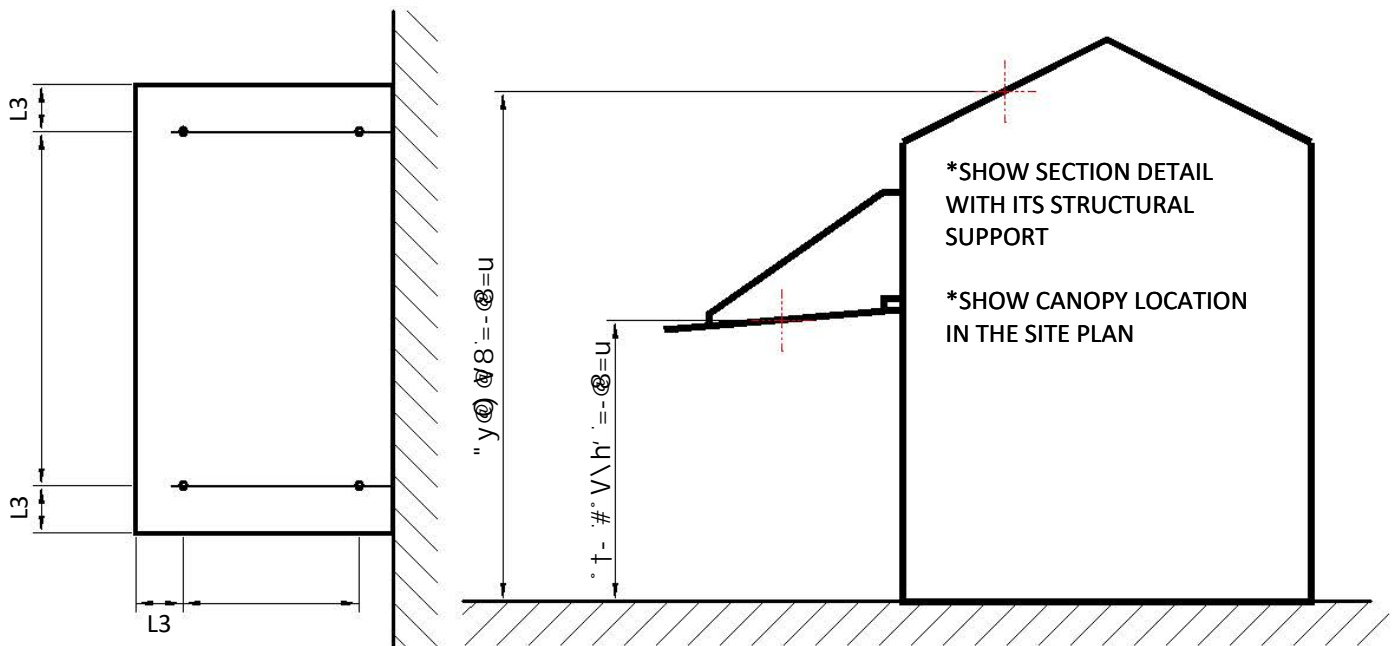 L3
L3
L3
*SHOW SECTION DETAIL
WITH ITS STRUCTURAL
SUPPORT
*SHOW CANOPY LOCATION
IN THE SITE PLAN